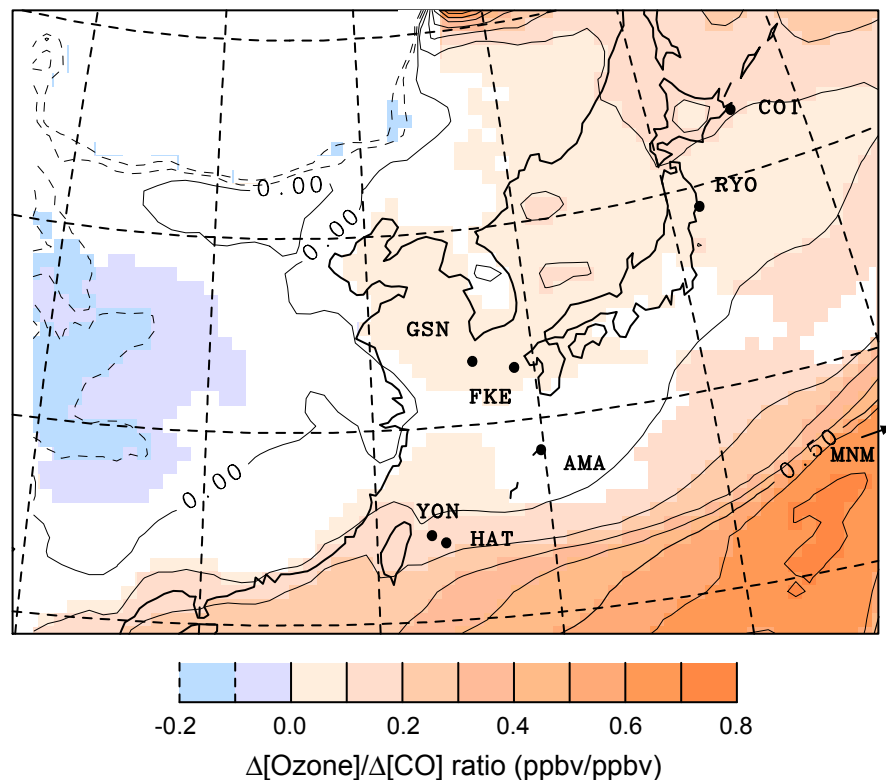 COI
RYO
0.00
0.00
GSN
FKE
0.50
MNM
AMA
0.00
YON
HAT
-0.2 0.0 0.2 0.4 0.6 0.8
Δ[Ozone]/Δ[CO] ratio (ppbv/ppbv)